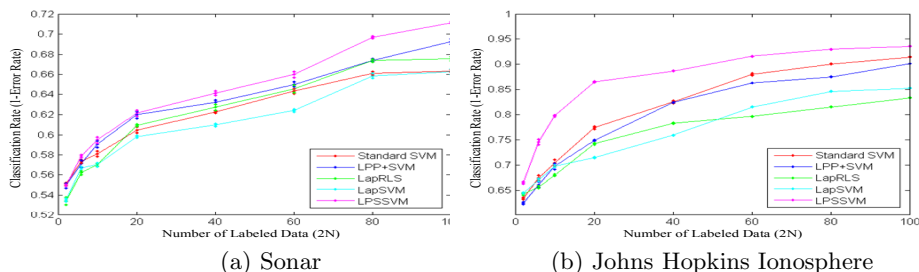 0.72
0.7
0.68
0.66
0.64
0.62
0.6
0.58
0.56
0.54
0.52
Classification Rate (1-Error Rate)
0 20 40 60 80 100
Number of Labeled Data (2N)
Standard SVM
LPP+SVM
LapRLS
LapSVM
LPSSVM
(a) Sonar
1
0.95
0.9
0.85
0.8
0.75
0.7
0.65
Classification Rate (1-Error Rate)
0 20 40 60 80 100
Number of Labeled Data (2N)
Standard SVM
LPP+SVM
LapRLS
LapSVM
LPSSVM
(b) Johns Hopkins Ionosphere